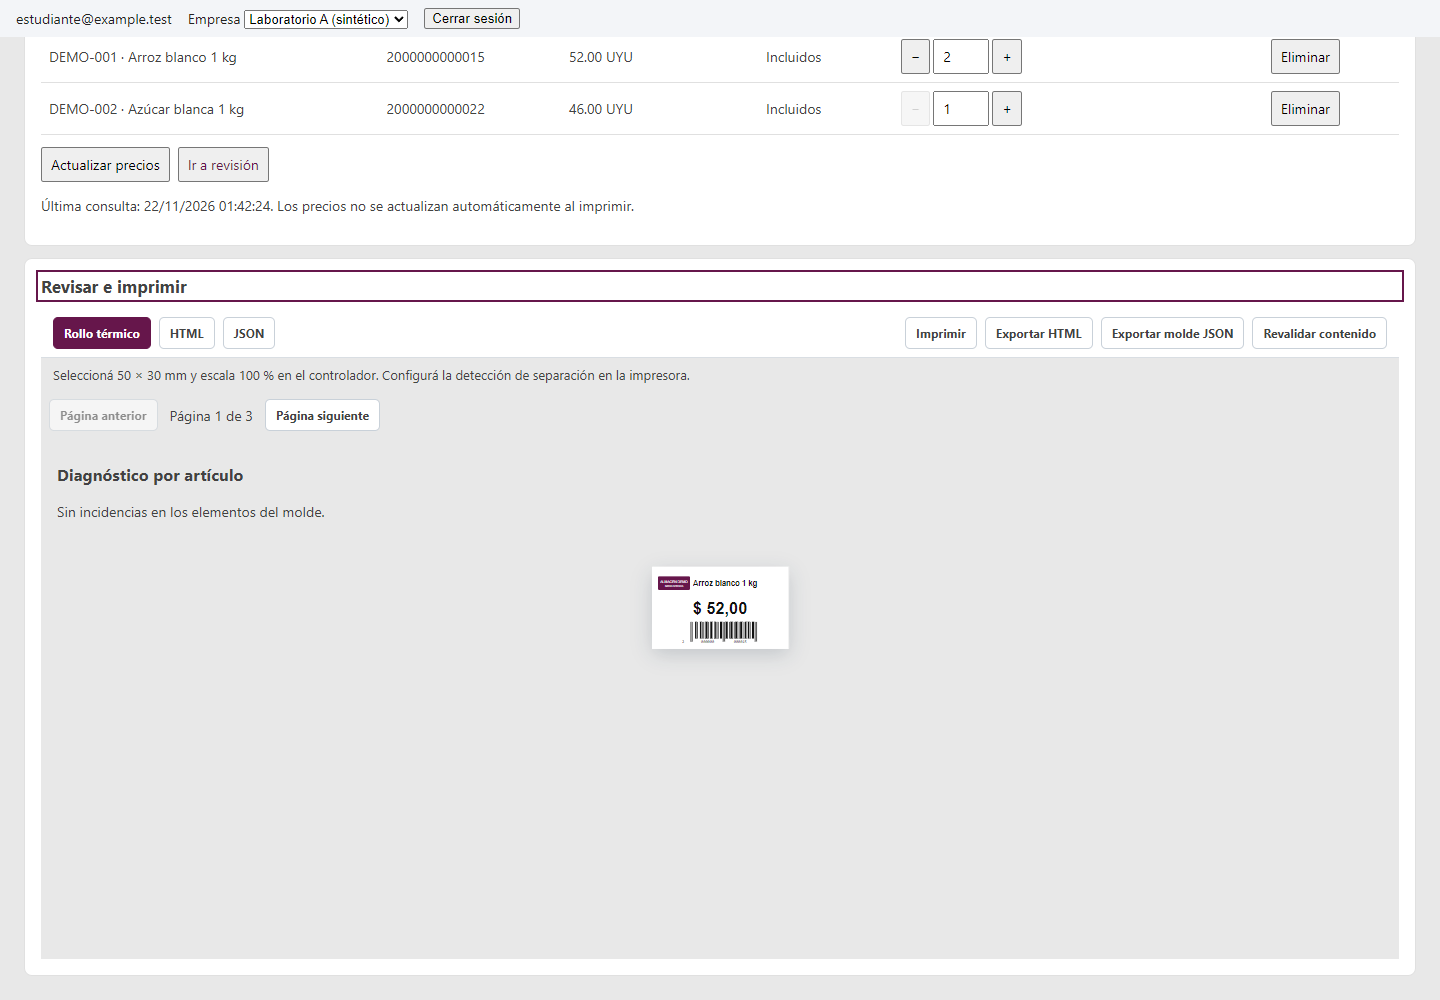 estudiante@example.test Empresa Laboratorio A (sintético) Cerrar sesión
DEMO-001 · Arroz blanco 1 kg 2000000000015 52.00 UYU Incluidos − 2 + Eliminar
DEMO-002 · Azúcar blanca 1 kg 2000000000022 46.00 UYU Incluidos − 1 + Eliminar
Actualizar precios Ir a revisión
Última consulta: 22/11/2026 01:42:24. Los precios no se actualizan automáticamente al imprimir.
Revisar e imprimir
Rollo térmico HTML JSON Imprimir Exportar HTML Exportar molde JSON Revalidar contenido
Seleccioná 50 × 30 mm y escala 100 % en el controlador. Configurá la detección de separación en la impresora.
Página anterior Página 1 de 3 Página siguiente
Diagnóstico por artículo
Sin incidencias en los elementos del molde.
ALMACÉN DEMO Arroz blanco 1 kg
$ 52,00